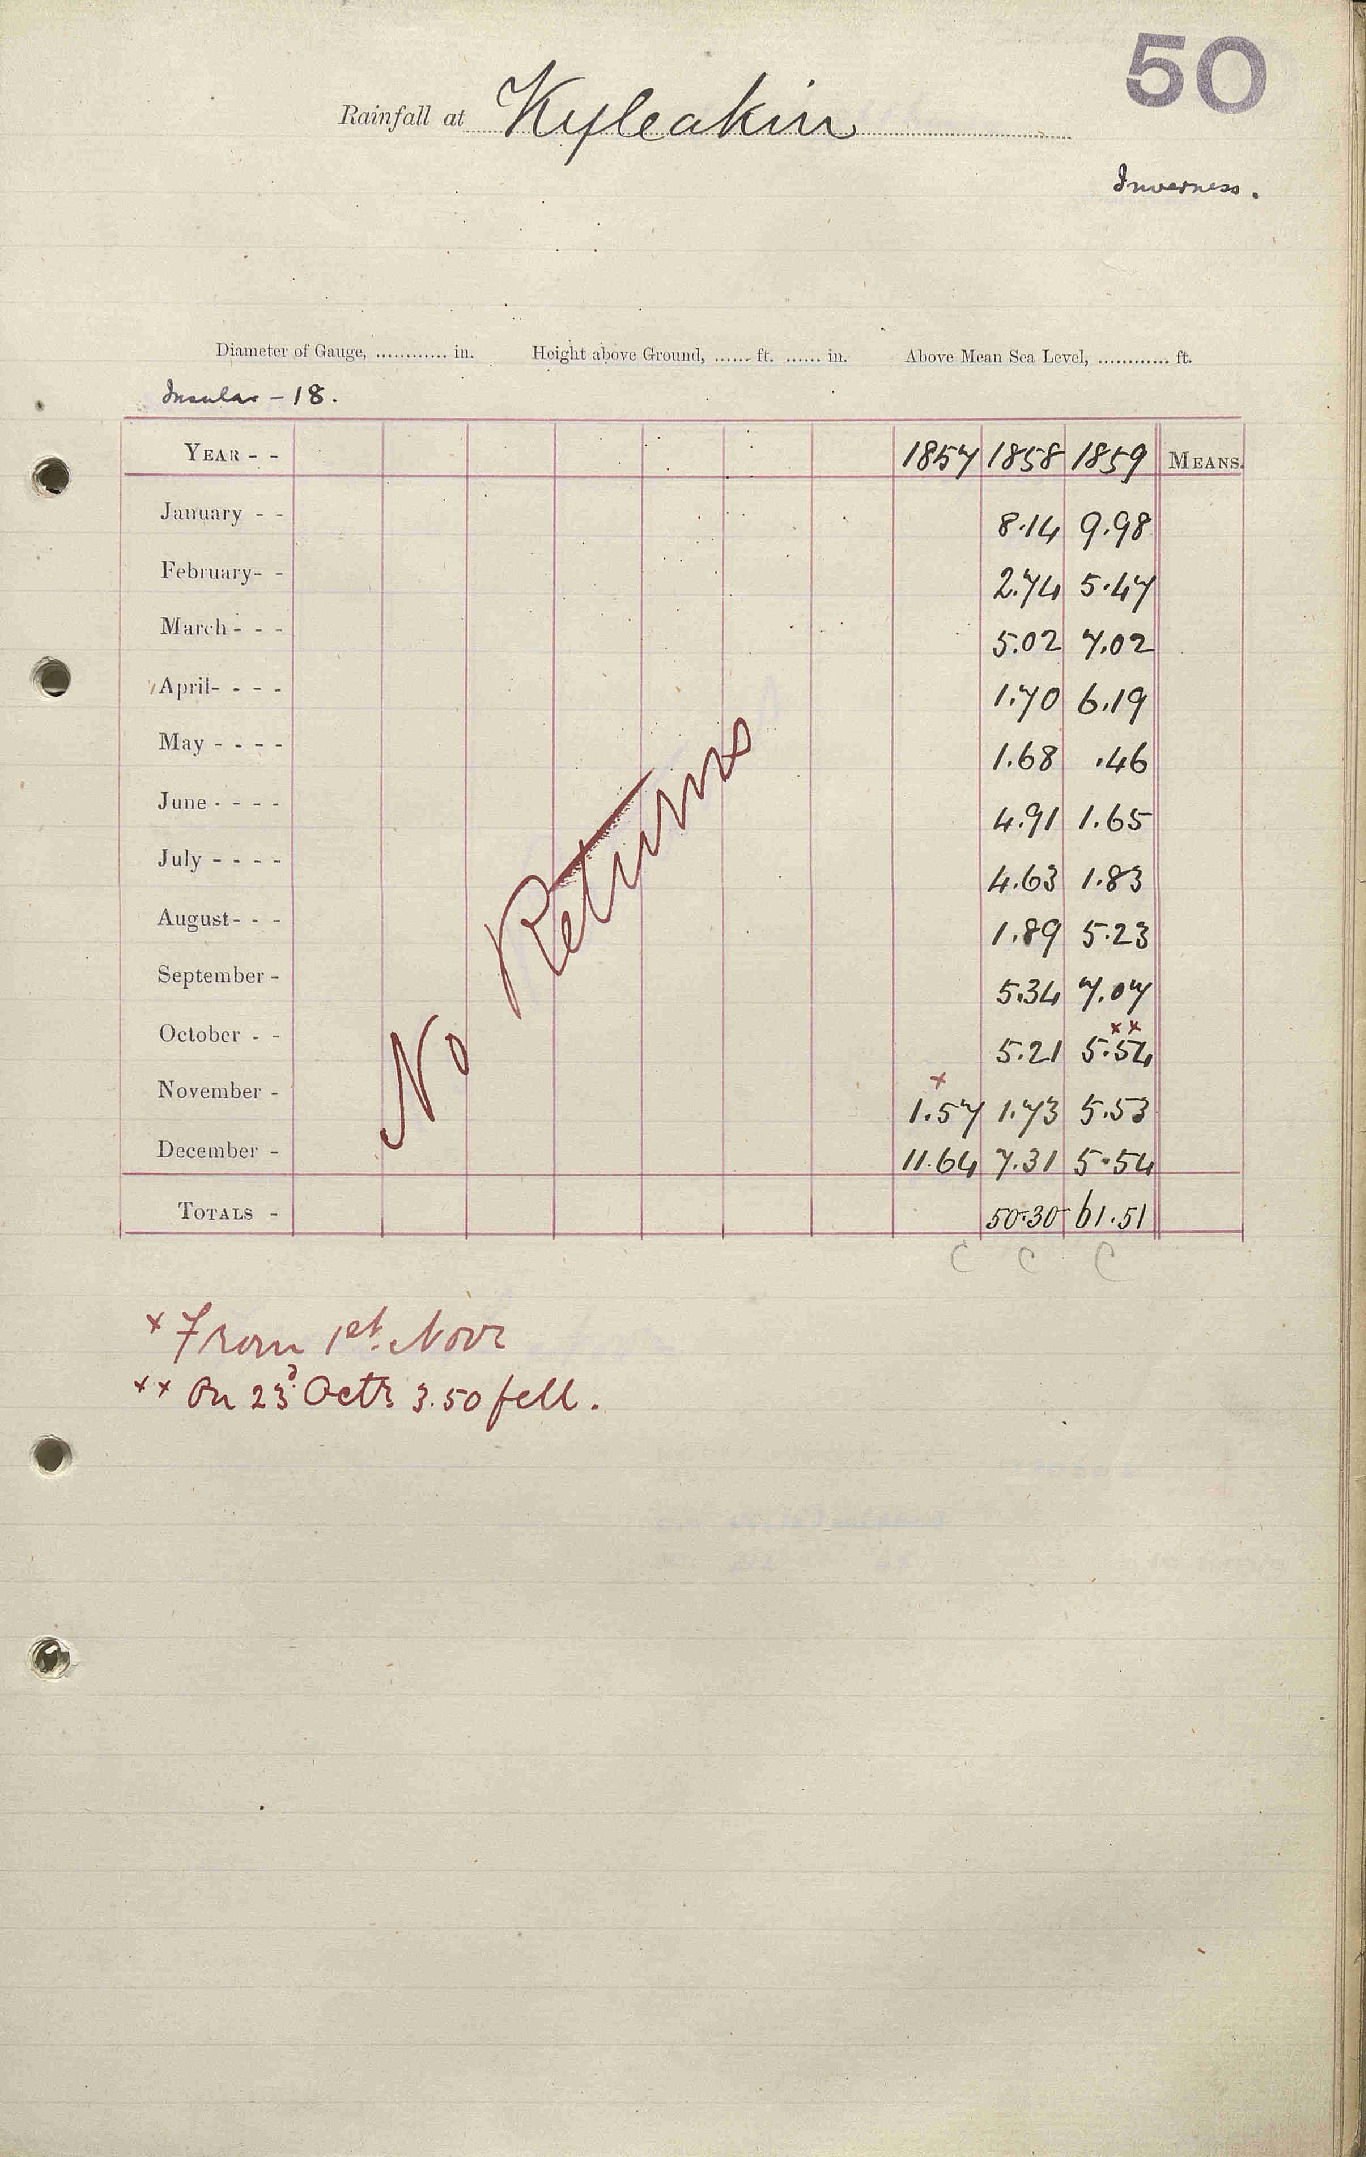 50
Rainfall at Kyleakin
Inverness.
Diameter of Gauge, ............ in. Height above Ground, ...... ft. ...... in. Above Mean Sea Level, ............ ft.
Insular - 18.
YEAR - - 1857 1858 1859 MEANS.
January - - 8.14 9.98
February - - 2.74 5.47
March - - - 5.02 7.02
April - - - - 1.70 6.19
May - - - - 1.68 .46
June - - - - 4.91 1.65
July - - - - 4.63 1.83
August - - - 1.89 5.23
September - 5.34 7.07
October - - 5.21 5.54 xx
November - 1.57 x 1.73 5.53
December - 11.64 7.31 5.54
TOTALS - 50.30 61.51
C C C
No Returns
x From 1st. Novr
xx On 23d Octr 3.50 fell.